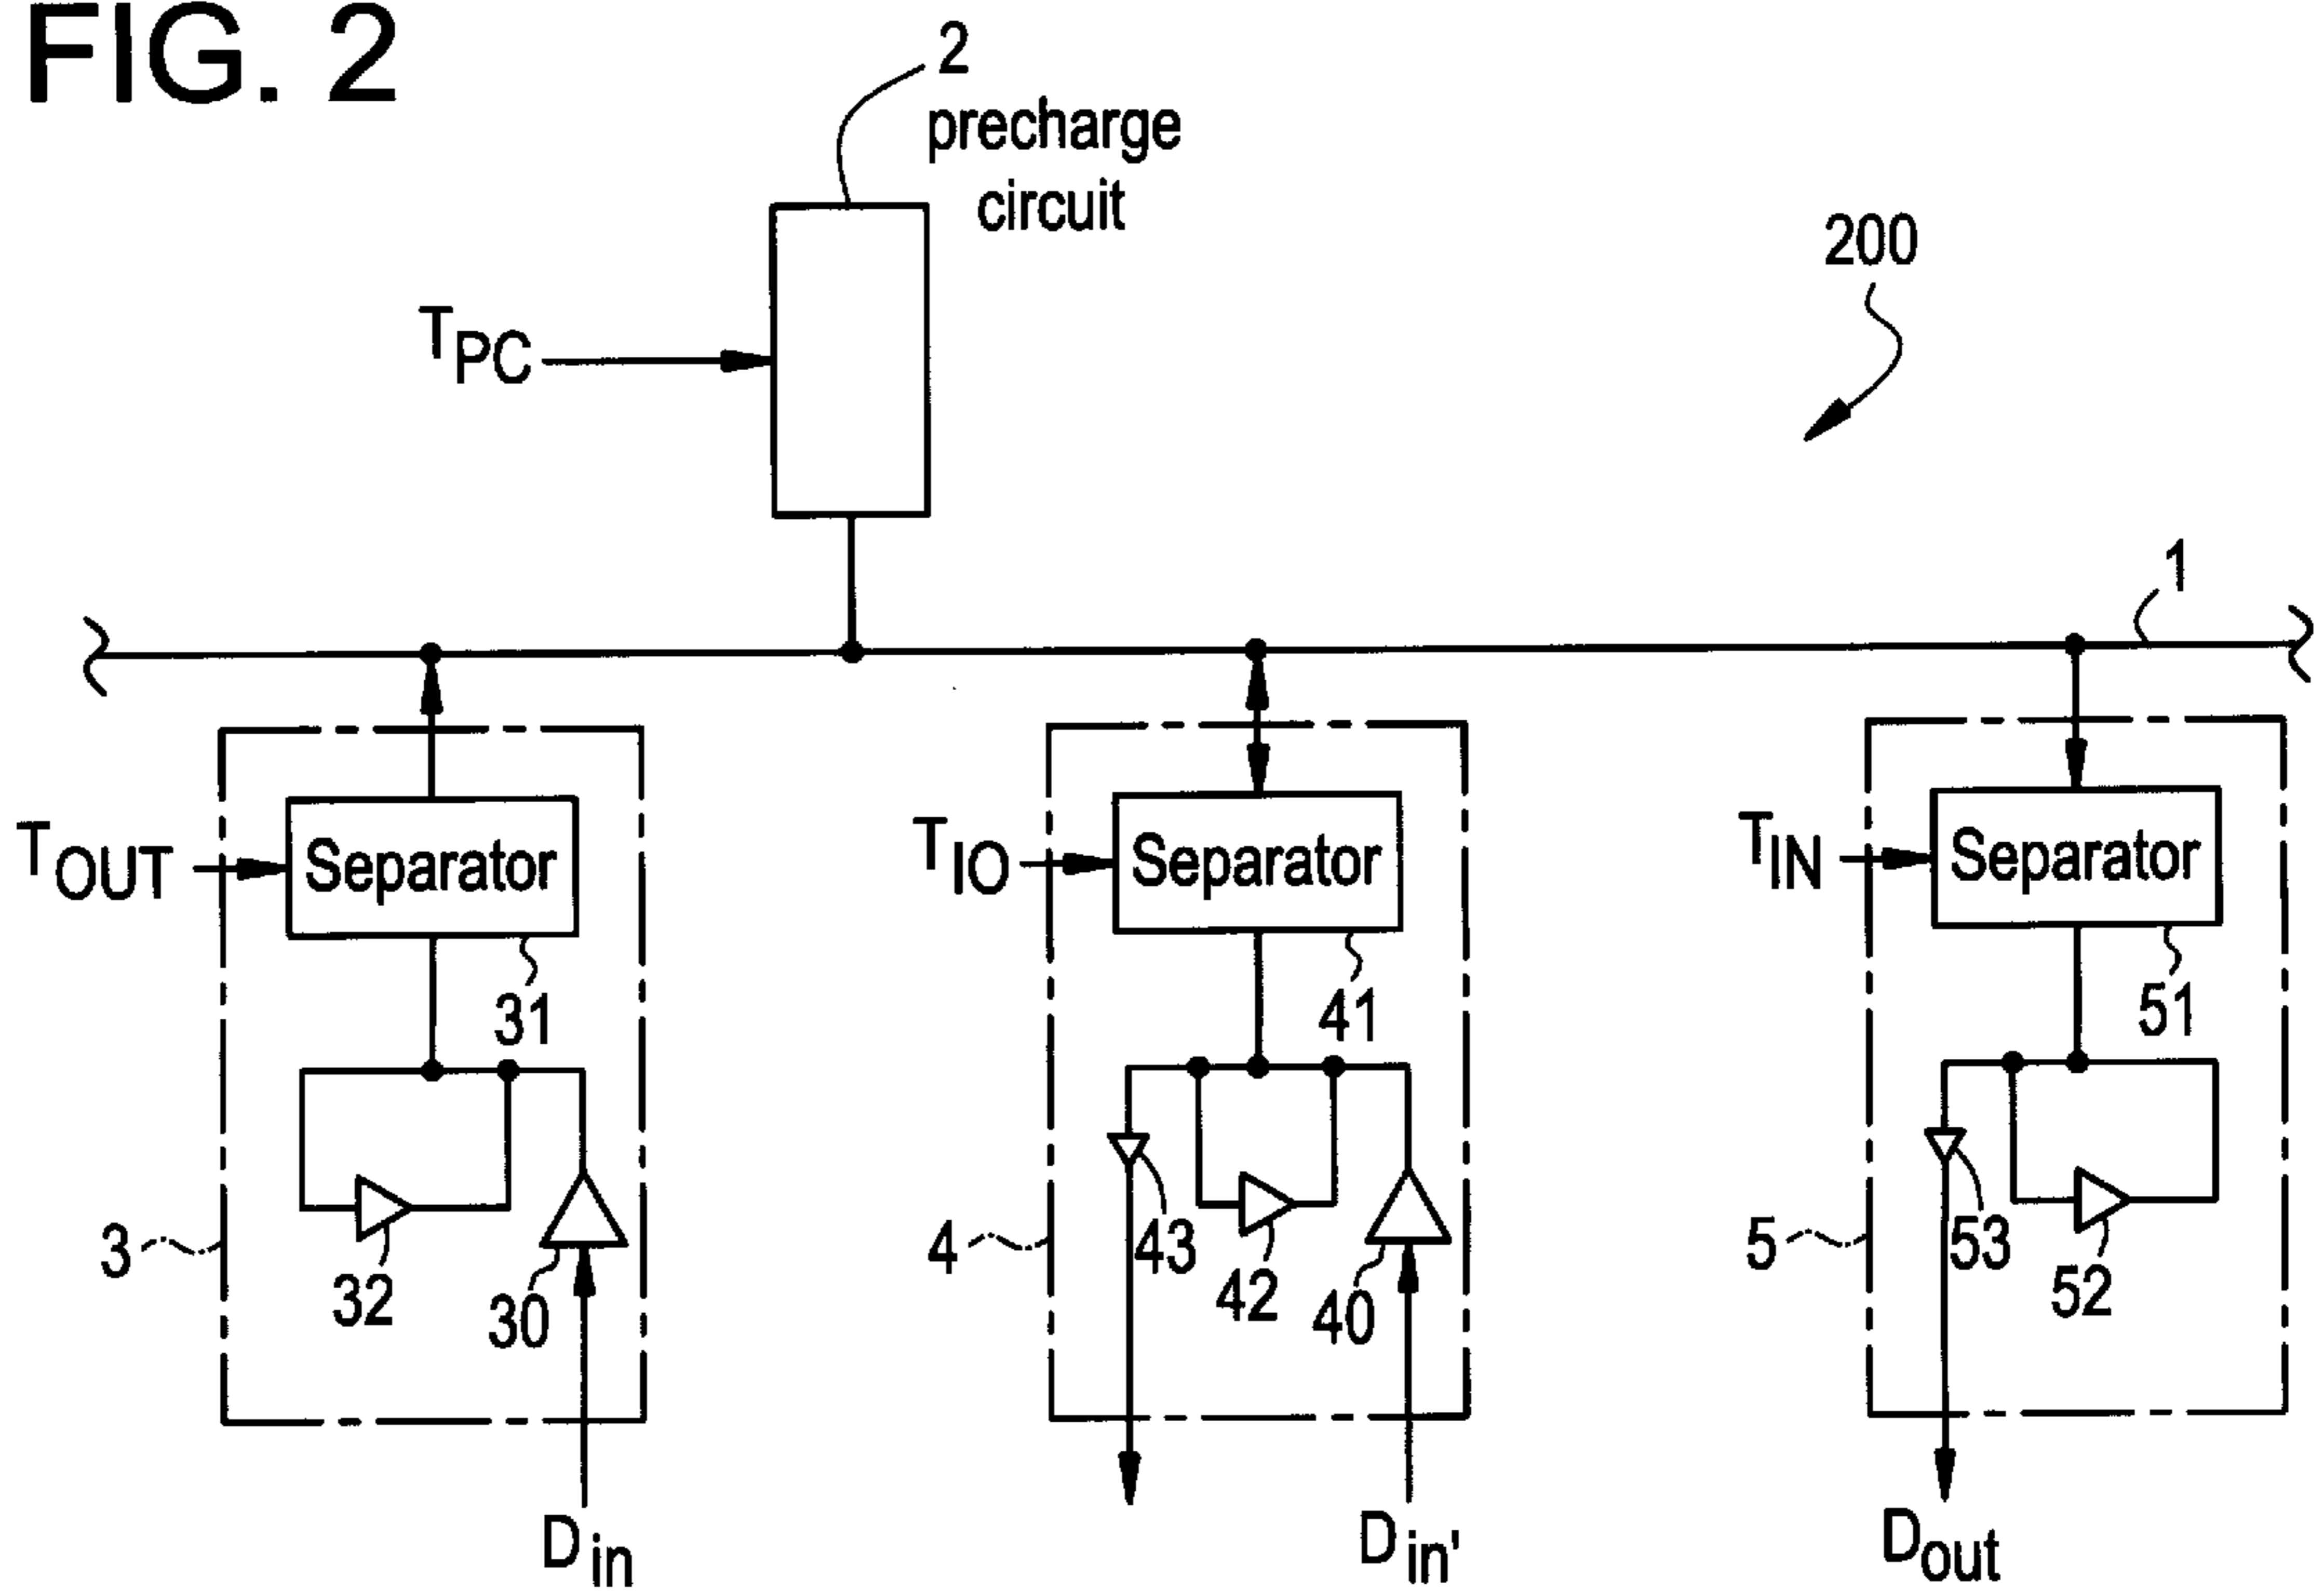 FIG. 2
2
precharge
circuit
200
TPC
1
TOUT
Separator
TIO
Separator
TIN
Separator
31
41
51
3
32
30
4
43
42
40
5
53
52
Din
Din'
Dout